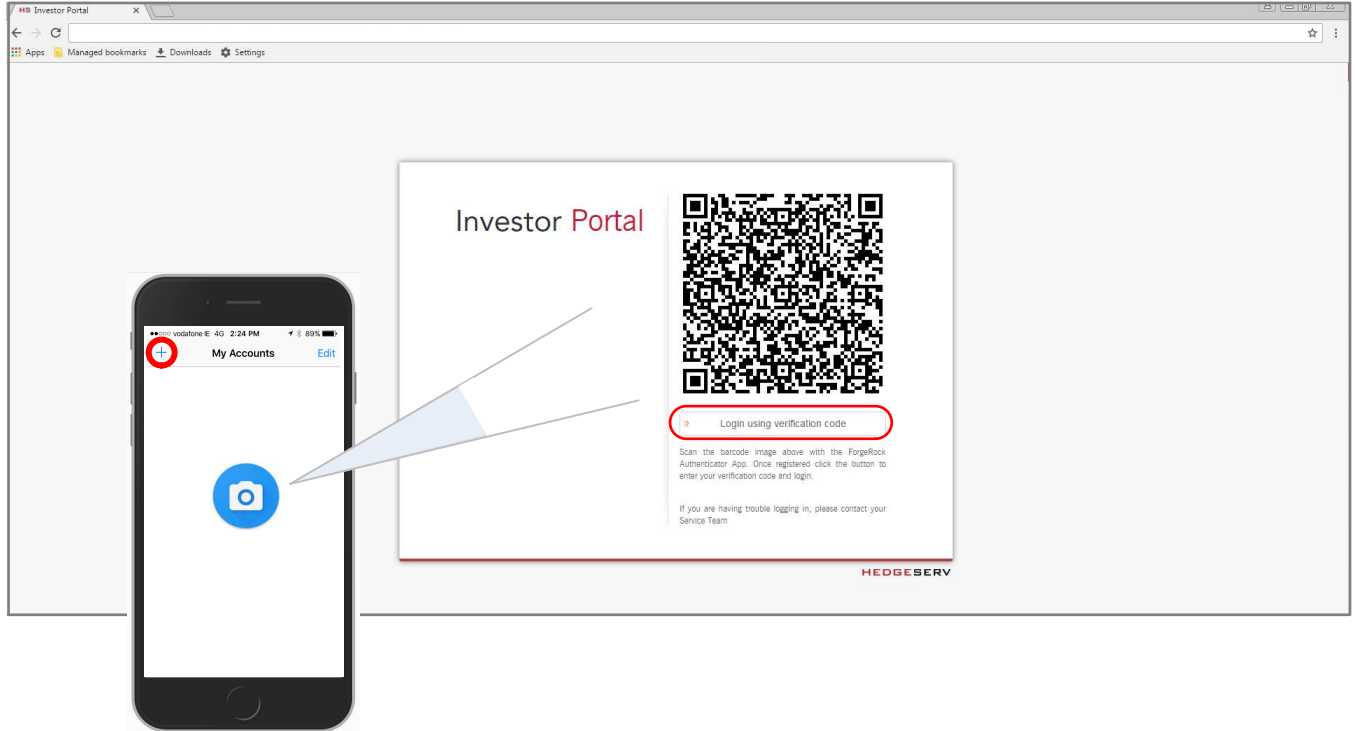 HS Investor Portal
Apps Managed bookmarks Downloads Settings
Investor Portal
vodafone IE 4G 2:24 PM 89%
+ My Accounts Edit
Login using verification code
Scan the barcode image above with the ForgeRock
Authenticator App. Once registered click the button to
enter your verification code and login.
If you are having trouble logging in, please contact your
Service Team
HEDGESERV